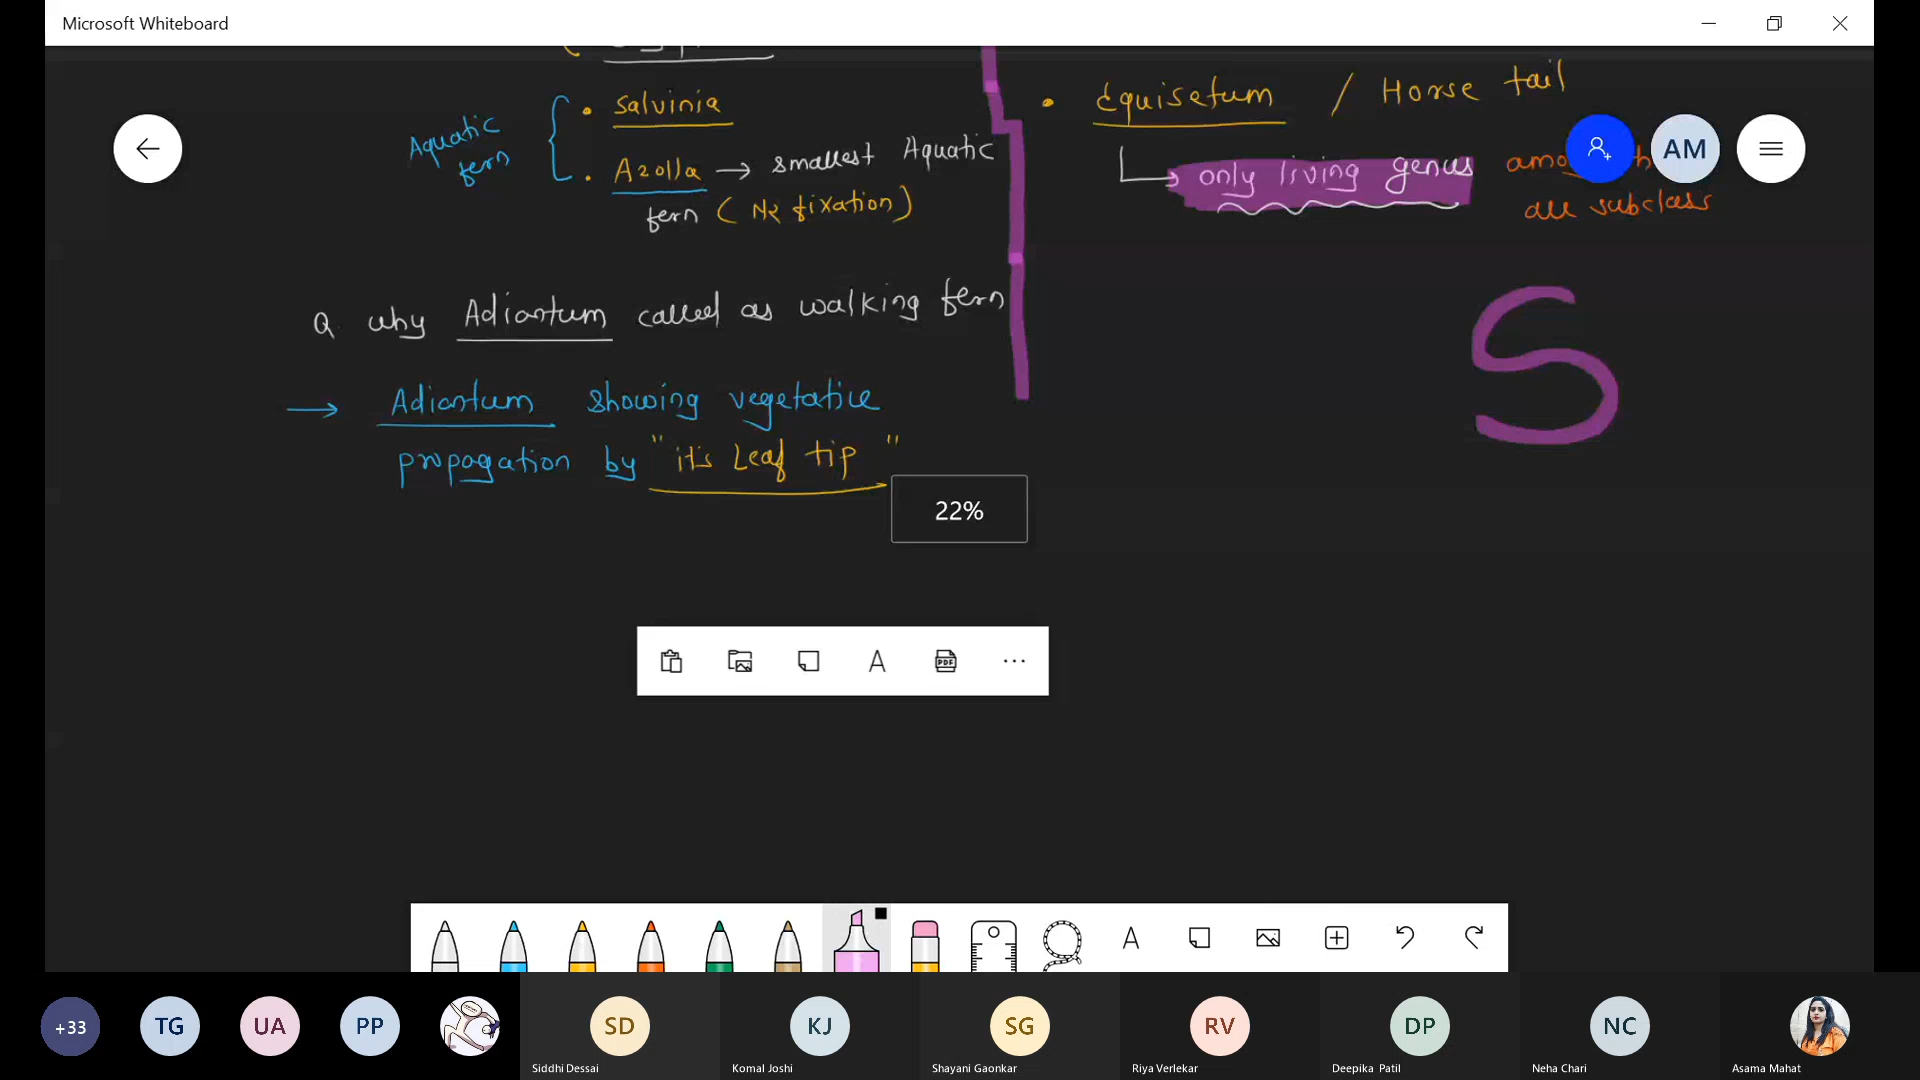 Microsoft Whiteboard
Aquatic fern
• Salvinia
• Azolla → smallest Aquatic
fern (N2 fixation)
Q. why Adiantum called as walking fern
→ Adiantum showing vegetative
propagation by "it's Leaf tip"
• Equisetum / Horse tail
only living genus
all subclass
AM
S
22%
A
PDF
A
+33
TG
UA
PP
SD
KJ
SG
RV
DP
NC
Siddhi Dessai
Komal Joshi
Shayani Gaonkar
Riya Verlekar
Deepika Patil
Neha Chari
Asama Mahat